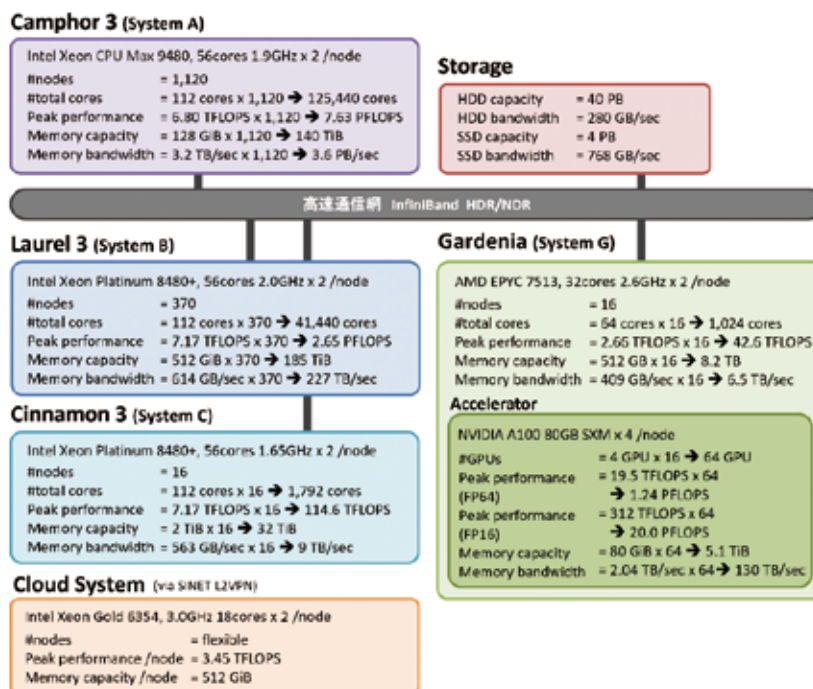 Camphor 3 (System A)
Intel Xeon CPU Max 9480, 56cores 1.9GHz x 2 /node
#nodes = 1,120
#total cores = 112 cores x 1,120 ➔ 125,440 cores
Peak performance = 6.80 TFLOPS x 1,120 ➔ 7.63 PFLOPS
Memory capacity = 128 GiB x 1,120 ➔ 140 TiB
Memory bandwidth = 3.2 TB/sec x 1,120 ➔ 3.6 PB/sec
Storage
HDD capacity = 40 PB
HDD bandwidth = 280 GB/sec
SSD capacity = 4 PB
SSD bandwidth = 768 GB/sec
高速通信網 InfiniBand HDR/NDR
Laurel 3 (System B)
Intel Xeon Platinum 8480+, 56cores 2.0GHz x 2 /node
#nodes = 370
#total cores = 112 cores x 370 ➔ 41,440 cores
Peak performance = 7.17 TFLOPS x 370 ➔ 2.65 PFLOPS
Memory capacity = 512 GiB x 370 ➔ 185 TiB
Memory bandwidth = 614 GB/sec x 370 ➔ 227 TB/sec
Cinnamon 3 (System C)
Intel Xeon Platinum 8480+, 56cores 1.65GHz x 2 /node
#nodes = 16
#total cores = 112 cores x 16 ➔ 1,792 cores
Peak performance = 7.17 TFLOPS x 16 ➔ 114.6 TFLOPS
Memory capacity = 2 TiB x 16 ➔ 32 TiB
Memory bandwidth = 563 GB/sec x 16 ➔ 9 TB/sec
Cloud System (via SINET L2VPN)
Intel Xeon Gold 6354, 3.0GHz 18cores x 2 /node
#nodes = flexible
Peak performance /node = 3.45 TFLOPS
Memory capacity /node = 512 GiB
Gardenia (System G)
AMD EPYC 7513, 32cores 2.6GHz x 2 /node
#nodes = 16
#total cores = 64 cores x 16 ➔ 1,024 cores
Peak performance = 2.66 TFLOPS x 16 ➔ 42.6 TFLOPS
Memory capacity = 512 GB x 16 ➔ 8.2 TB
Memory bandwidth = 409 GB/sec x 16 ➔ 6.5 TB/sec
Accelerator
NVIDIA A100 80GB SXM x 4 /node
#GPUs = 4 GPU x 16 ➔ 64 GPU
Peak performance = 19.5 TFLOPS x 64
(FP64) ➔ 1.24 PFLOPS
Peak performance = 312 TFLOPS x 64
(FP16) ➔ 20.0 PFLOPS
Memory capacity = 80 GiB x 64 ➔ 5.1 TiB
Memory bandwidth = 2.04 TB/sec x 64 ➔ 130 TB/sec